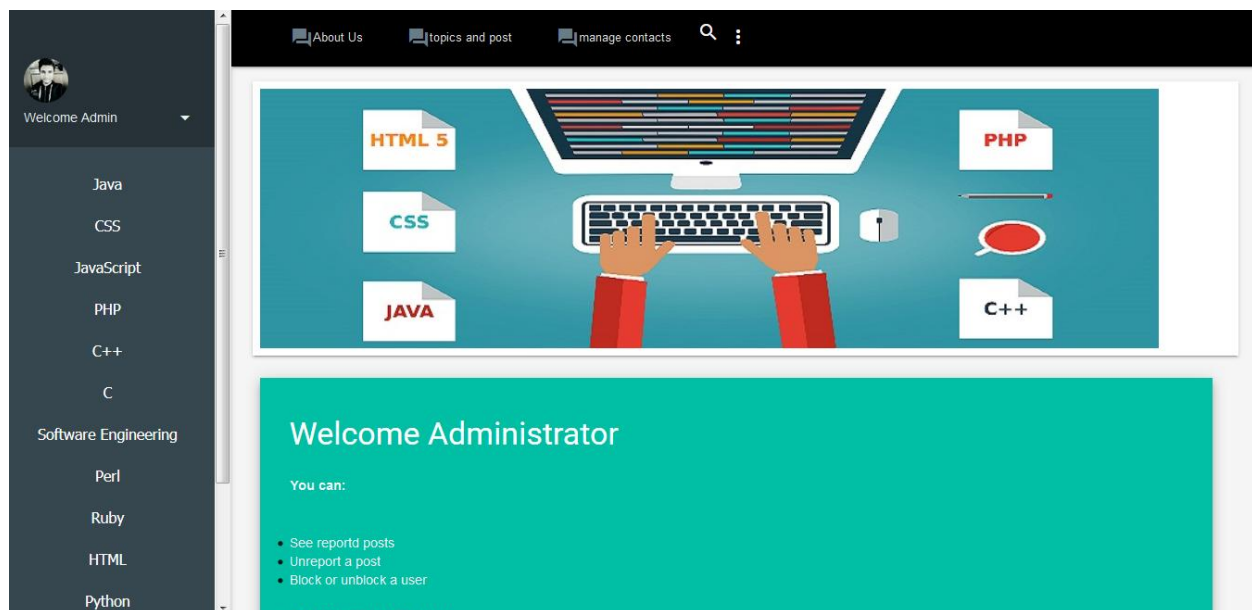 About Us
topics and post
manage contacts
Welcome Admin
Java
CSS
JavaScript
PHP
C++
C
Software Engineering
Perl
Ruby
HTML
Python
HTML 5
CSS
JAVA
PHP
C++
Welcome Administrator
You can:
See reportd posts
Unreport a post
Block or unblock a user